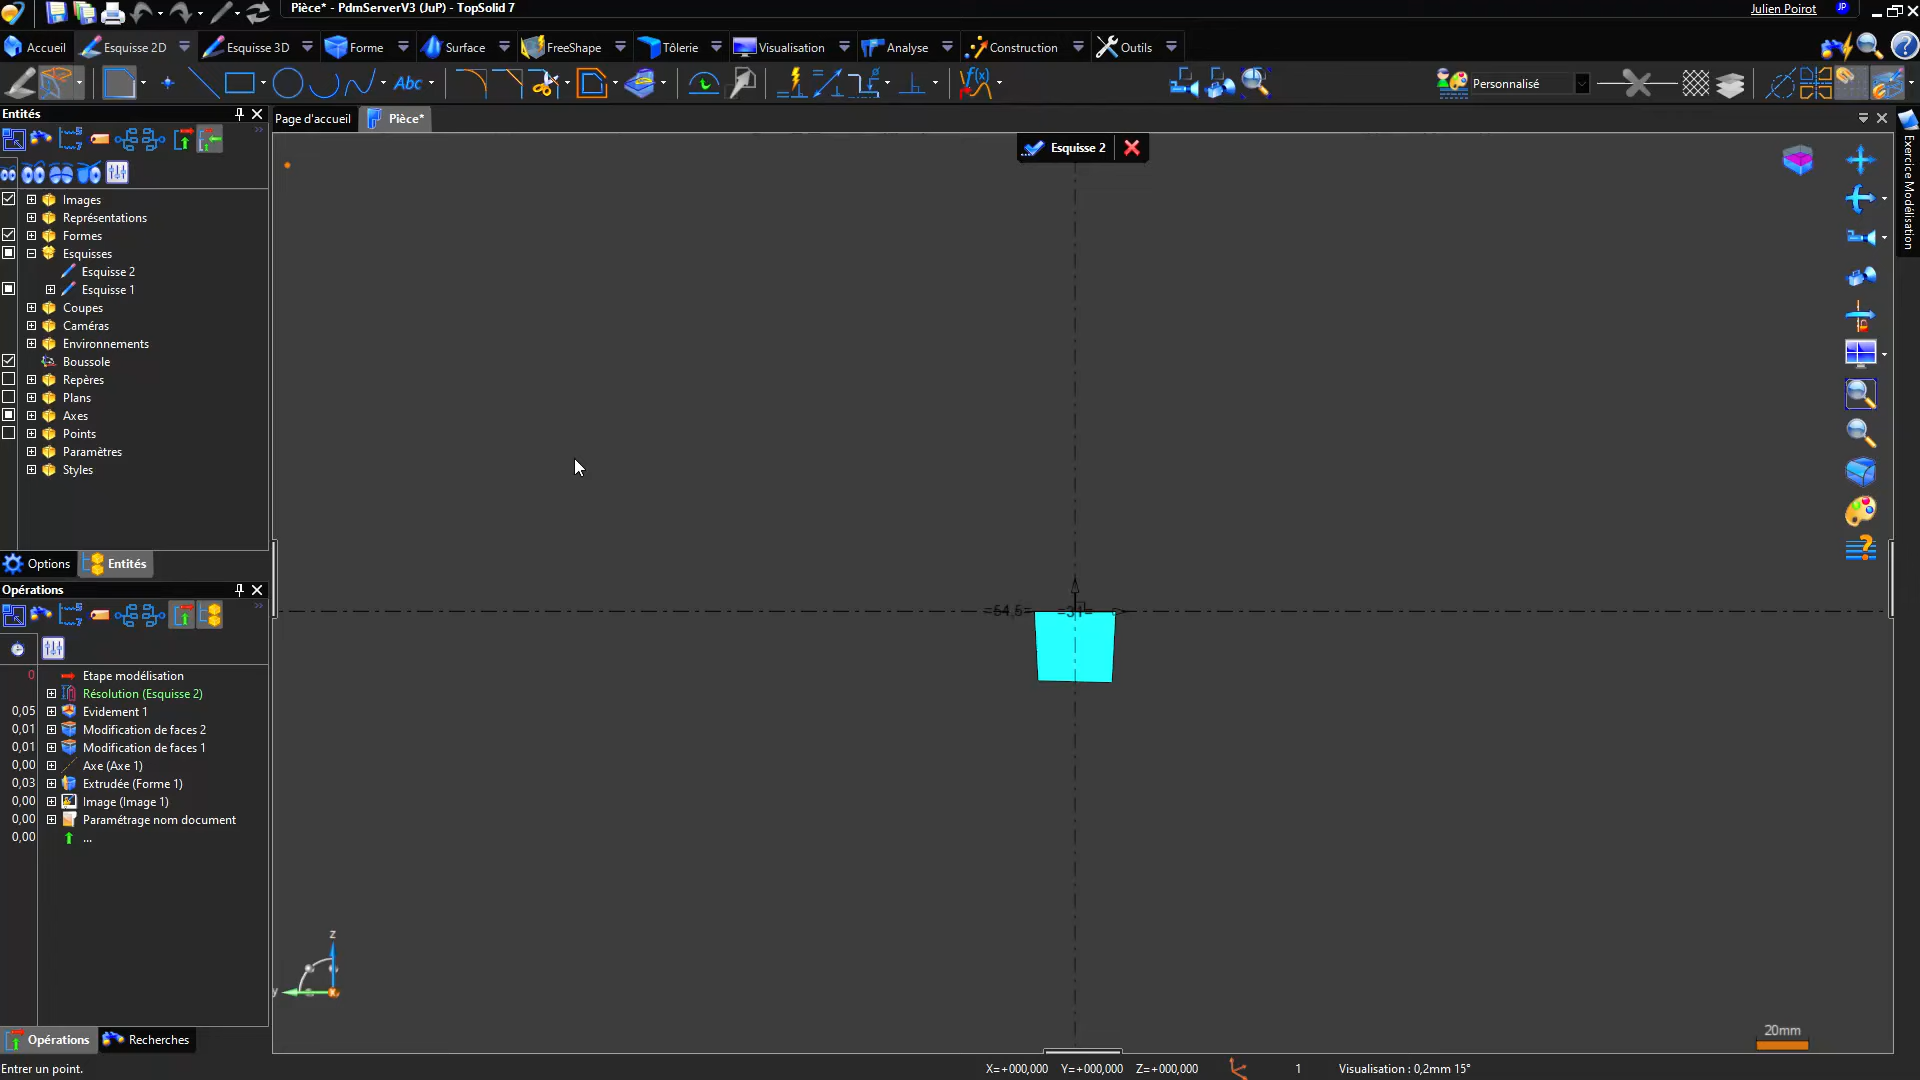 Pièce* - PdmServerV3 (JuP) - TopSolid 7
Julien Poirot
JP
Accueil
Esquisse 2D
Esquisse 3D
Forme
Surface
FreeShape
Tôlerie
Visualisation
Analyse
Construction
Outils
Abc
f(x)
Personnalisé
Entités
Page d'accueil
Pièce*
Esquisse 2
Exercice Modélisation
Images
Représentations
Formes
Esquisses
Esquisse 2
Esquisse 1
Coupes
Caméras
Environnements
Boussole
Repères
Plans
Axes
Points
Paramètres
Styles
Options
Entités
Opérations
0 Etape modélisation
Résolution (Esquisse 2)
0,05 Evidement 1
0,01 Modification de faces 2
0,01 Modification de faces 1
0,00 Axe (Axe 1)
0,03 Extrudée (Forme 1)
0,00 Image (Image 1)
0,00 Paramétrage nom document
0,00 ...
=54,5=
z
y
x
20mm
Opérations
Recherches
Entrer un point.
X=+000,000 Y=+000,000 Z=+000,000
1
Visualisation : 0,2mm 15°